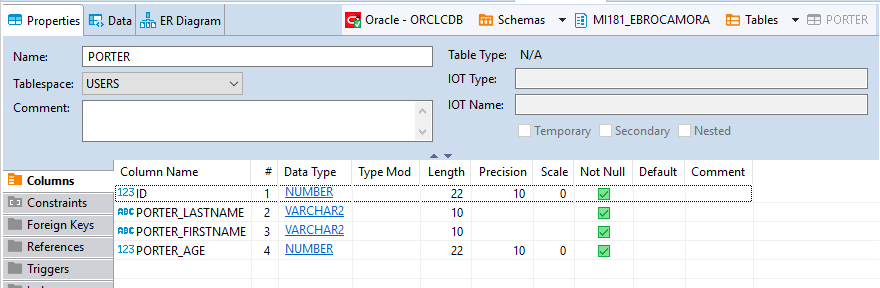 Properties Data ER Diagram Oracle - ORCLCDB Schemas MI181_EBROCAMORA Tables PORTER
Name: PORTER Table Type: N/A
Tablespace: USERS IOT Type:
Comment: IOT Name:
Temporary Secondary Nested
Column Name # Data Type Type Mod Length Precision Scale Not Null Default Comment
Columns 123 ID 1 NUMBER 22 10 0
Constraints ABC PORTER_LASTNAME 2 VARCHAR2 10
Foreign Keys ABC PORTER_FIRSTNAME 3 VARCHAR2 10
References 123 PORTER_AGE 4 NUMBER 22 10 0
Triggers
Indexes